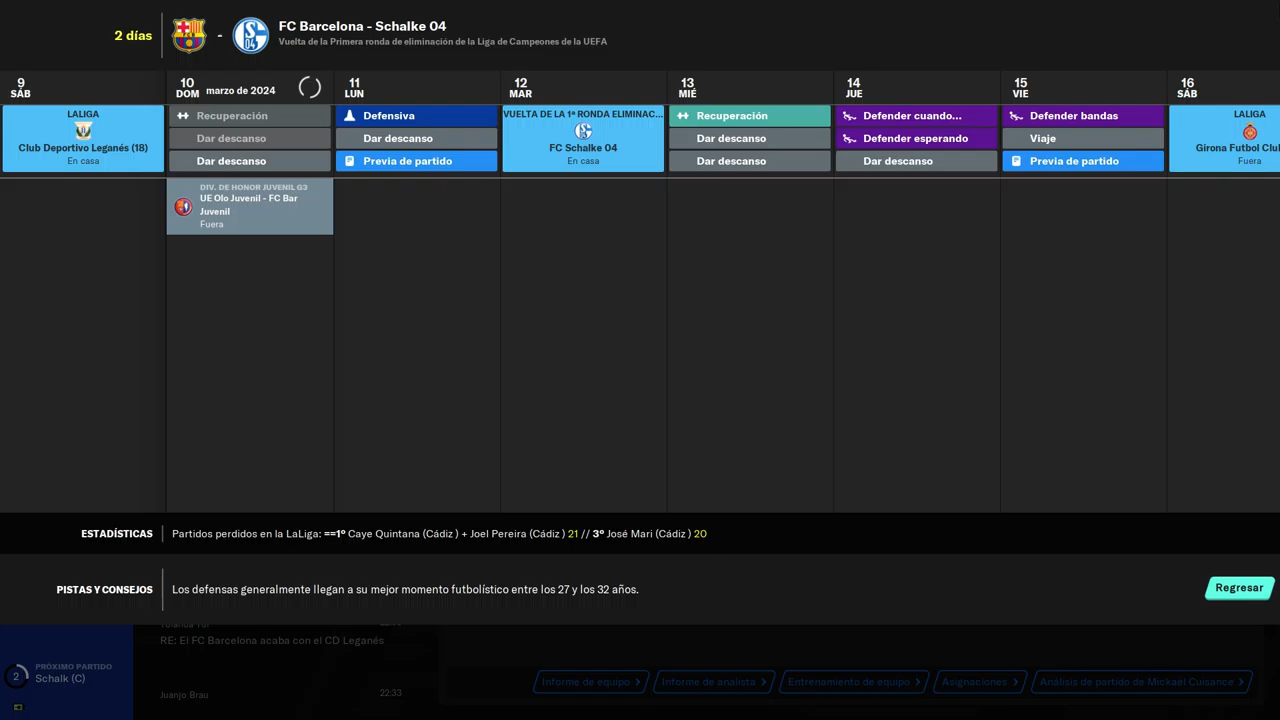 2 días
FC Barcelona - Schalke 04
Vuelta de la Primera ronda de eliminación de la Liga de Campeones de la UEFA
9
SÁB
10
DOM marzo de 2024
11
LUN
12
MAR
13
MIÉ
14
JUE
15
VIE
16
SÁB
LALIGA
Club Deportivo Leganés (18)
En casa
Recuperación
Dar descanso
Dar descanso
Defensiva
Dar descanso
Previa de partido
VUELTA DE LA 1ª RONDA ELIMINAC...
FC Schalke 04
En casa
Recuperación
Dar descanso
Dar descanso
Defender cuando...
Defender esperando
Dar descanso
Defender bandas
Viaje
Previa de partido
LALIGA
Girona Futbol Clu
Fuera
DIV. DE HONOR JUVENIL G3
UE Olo Juvenil - FC Bar
Juvenil
Fuera
ESTADÍSTICAS
Partidos perdidos en la LaLiga: ==1º Caye Quintana (Cádiz ) + Joel Pereira (Cádiz ) 21 // 3º José Mari (Cádiz ) 20
PISTAS Y CONSEJOS
Los defensas generalmente llegan a su mejor momento futbolístico entre los 27 y los 32 años.
Regresar
RE: El FC Barcelona acaba con el CD Leganés
PRÓXIMO PARTIDO
2
Schalk (C)
Juanjo Brau
22:33
Informe de equipo
Informe de analista
Entrenamiento de equipo
Asignaciones
Análisis de partido de Mickaël Cuisance